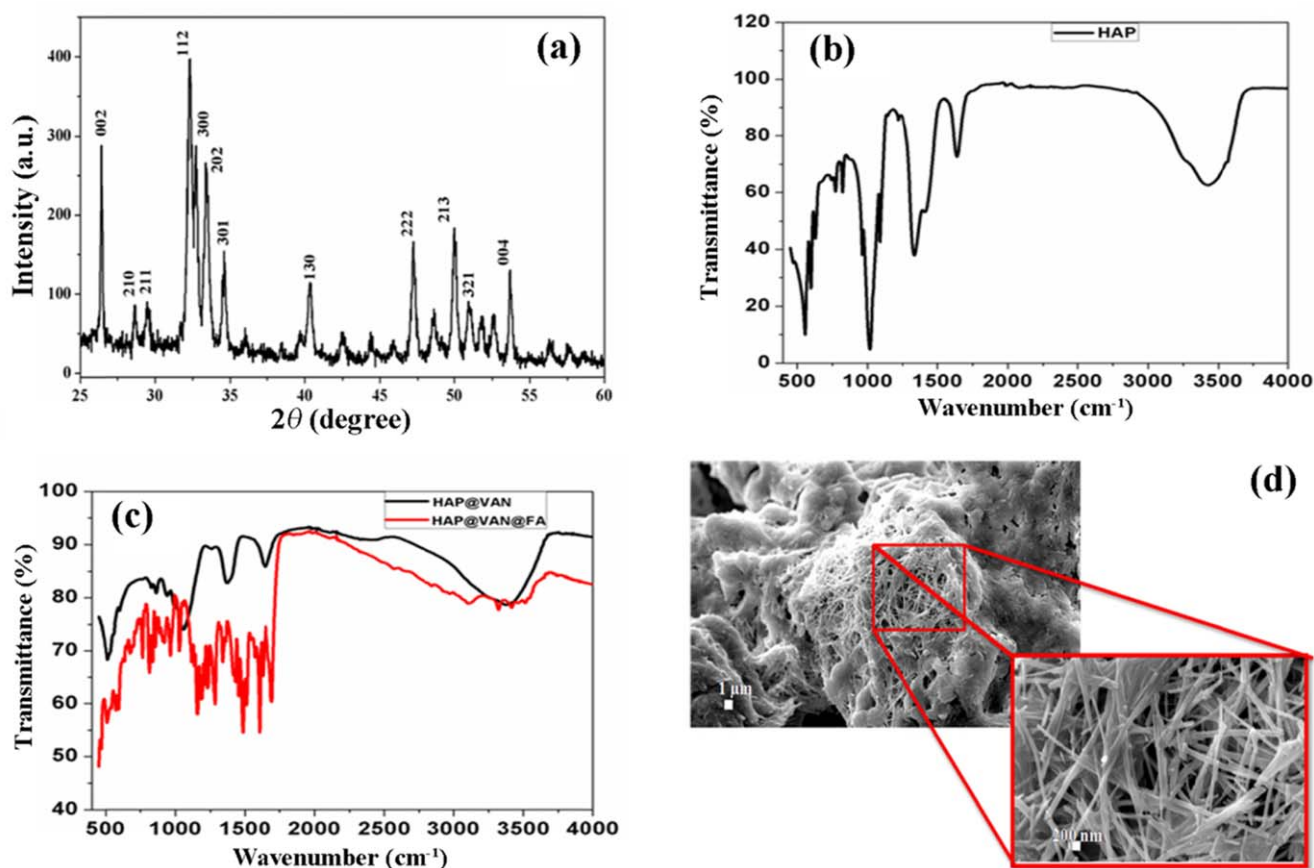 (a)
400
300
200
100
0
Intensity (a.u.)
002
210
211
112
300
202
301
130
222
213
321
004
25 30 35 40 45 50 55 60
2θ (degree)
(b)
HAP
120
100
80
60
40
20
0
Transmittance (%)
500 1000 1500 2000 2500 3000 3500 4000
Wavenumber (cm⁻¹)
(c)
HAP@VAN
HAP@VAN@FA
100
90
80
70
60
50
40
Transmittance (%)
500 1000 1500 2000 2500 3000 3500 4000
Wavenumber (cm⁻¹)
(d)
1 μm
200 nm